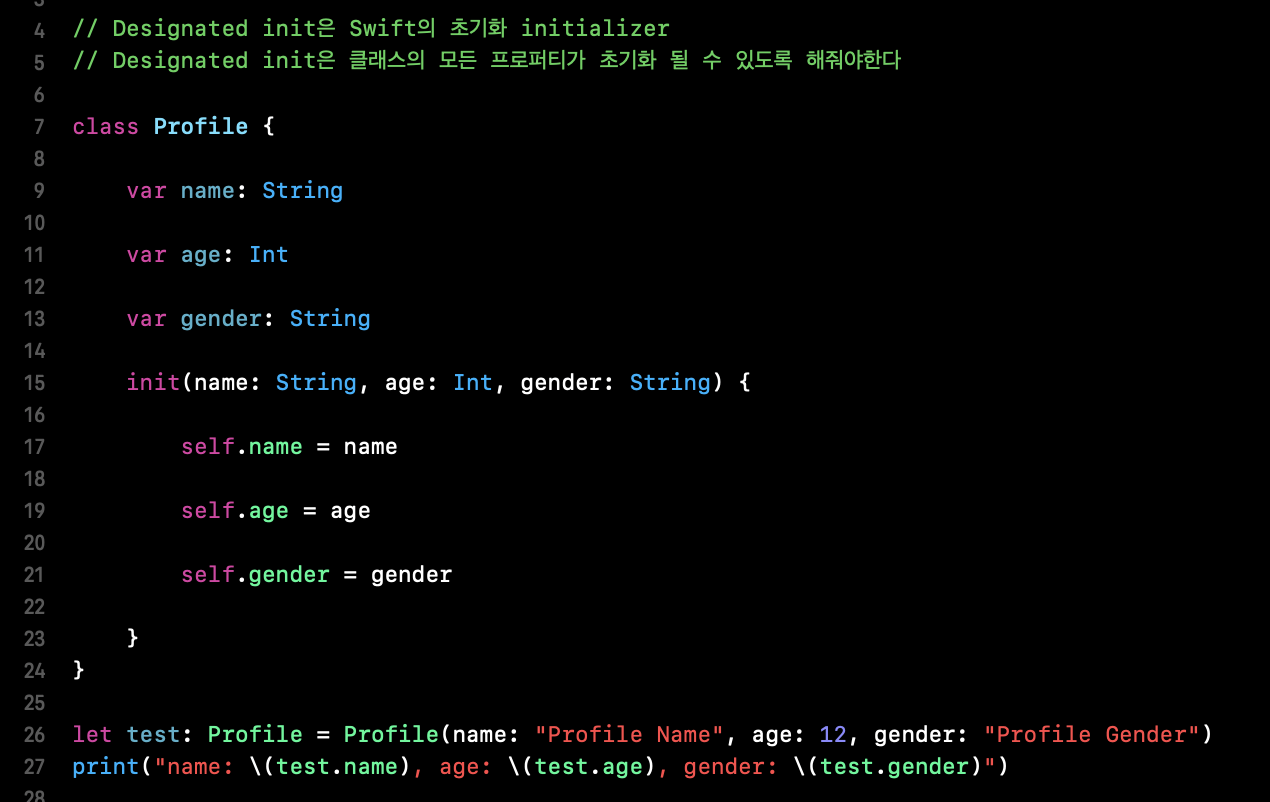 3
4 // Designated init은 Swift의 초기화 initializer
5 // Designated init은 클래스의 모든 프로퍼티가 초기화 될 수 있도록 해줘야한다
6
7 class Profile {
8
9     var name: String
10
11     var age: Int
12
13     var gender: String
14
15     init(name: String, age: Int, gender: String) {
16
17         self.name = name
18
19         self.age = age
20
21         self.gender = gender
22
23     }
24 }
25
26 let test: Profile = Profile(name: "Profile Name", age: 12, gender: "Profile Gender")
27 print("name: \(test.name), age: \(test.age), gender: \(test.gender)")
28